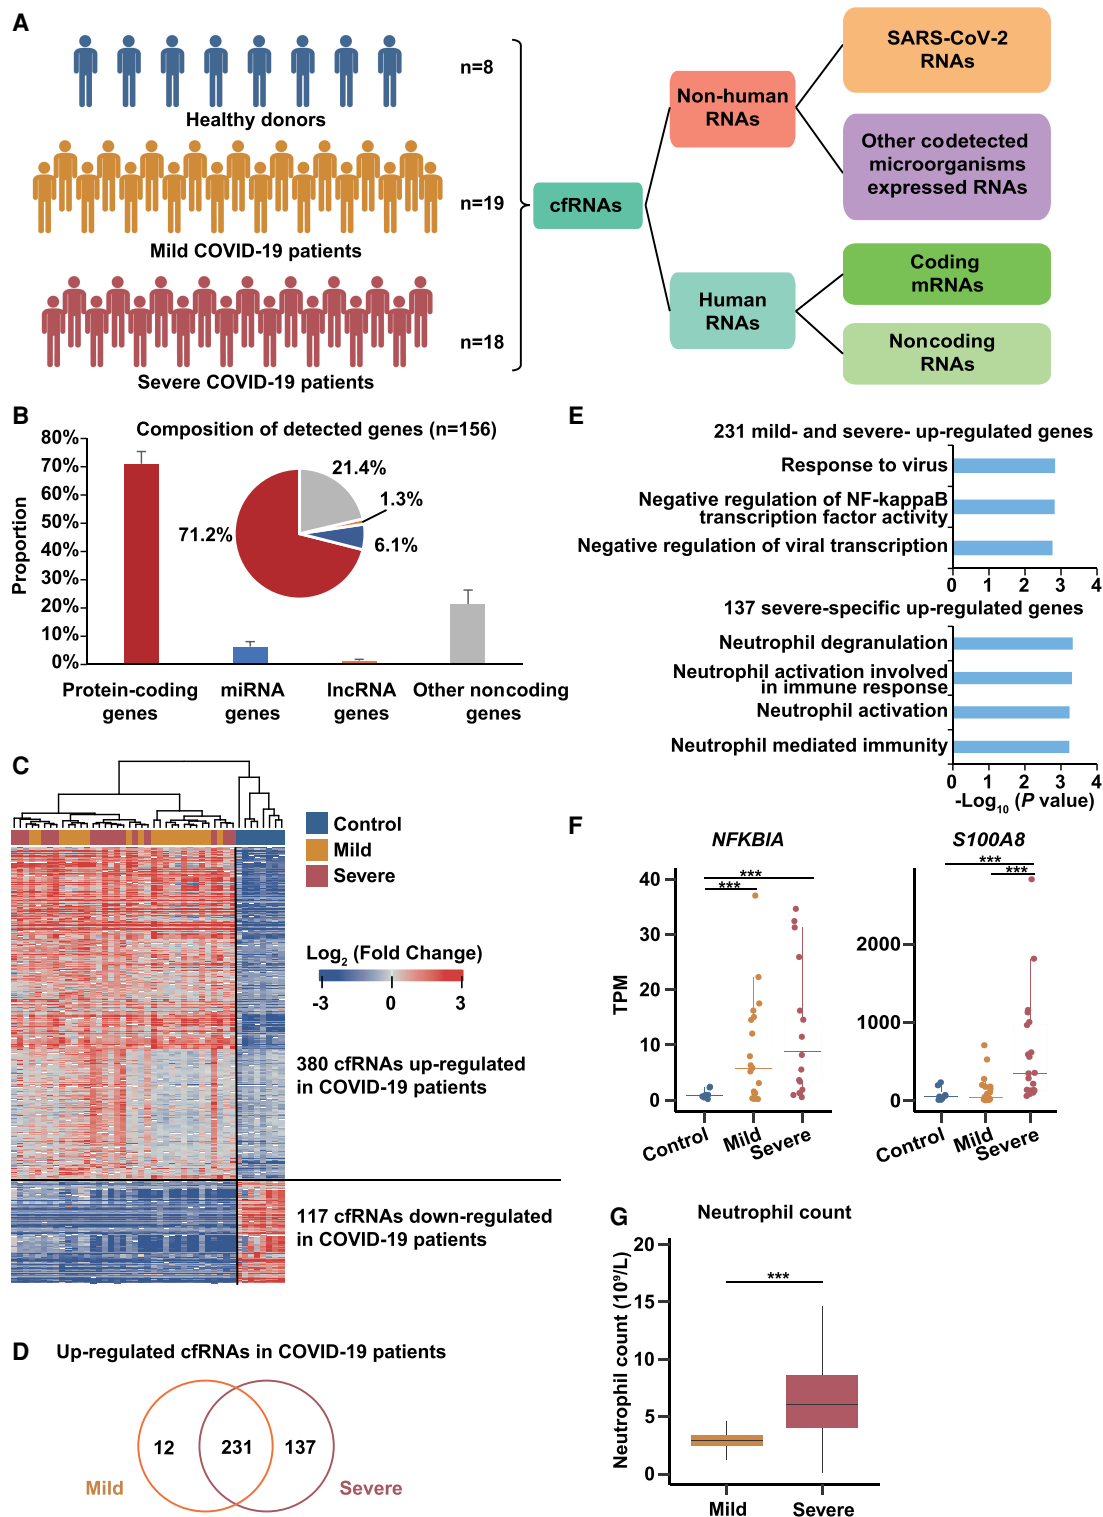 A
n=8
Healthy donors
n=19
Mild COVID-19 patients
n=18
Severe COVID-19 patients
cfRNAs
Non-human
RNAs
Human
RNAs
SARS-CoV-2
RNAs
Other codetected
microorganisms
expressed RNAs
Coding
mRNAs
Noncoding
RNAs
B
Composition of detected genes (n=156)
Proportion
80%
70%
60%
50%
40%
30%
20%
10%
0%
21.4%
1.3%
6.1%
71.2%
Protein-coding
genes
miRNA
genes
lncRNA
genes
Other noncoding
genes
C
Control
Mild
Severe
Log2 (Fold Change)
-3 0 3
380 cfRNAs up-regulated
in COVID-19 patients
117 cfRNAs down-regulated
in COVID-19 patients
D
Up-regulated cfRNAs in COVID-19 patients
12 231 137
Mild
Severe
E
231 mild- and severe- up-regulated genes
Response to virus
Negative regulation of NF-kappaB
transcription factor activity
Negative regulation of viral transcription
0 1 2 3 4
137 severe-specific up-regulated genes
Neutrophil degranulation
Neutrophil activation involved
in immune response
Neutrophil activation
Neutrophil mediated immunity
0 1 2 3 4
-Log10 (P value)
F
NFKBIA
***
***
TPM
40
30
20
10
0
Control Mild Severe
S100A8
***
***
2000
1000
0
Control Mild Severe
G
Neutrophil count
***
Neutrophil count (10⁹/L)
20
15
10
5
0
Mild Severe